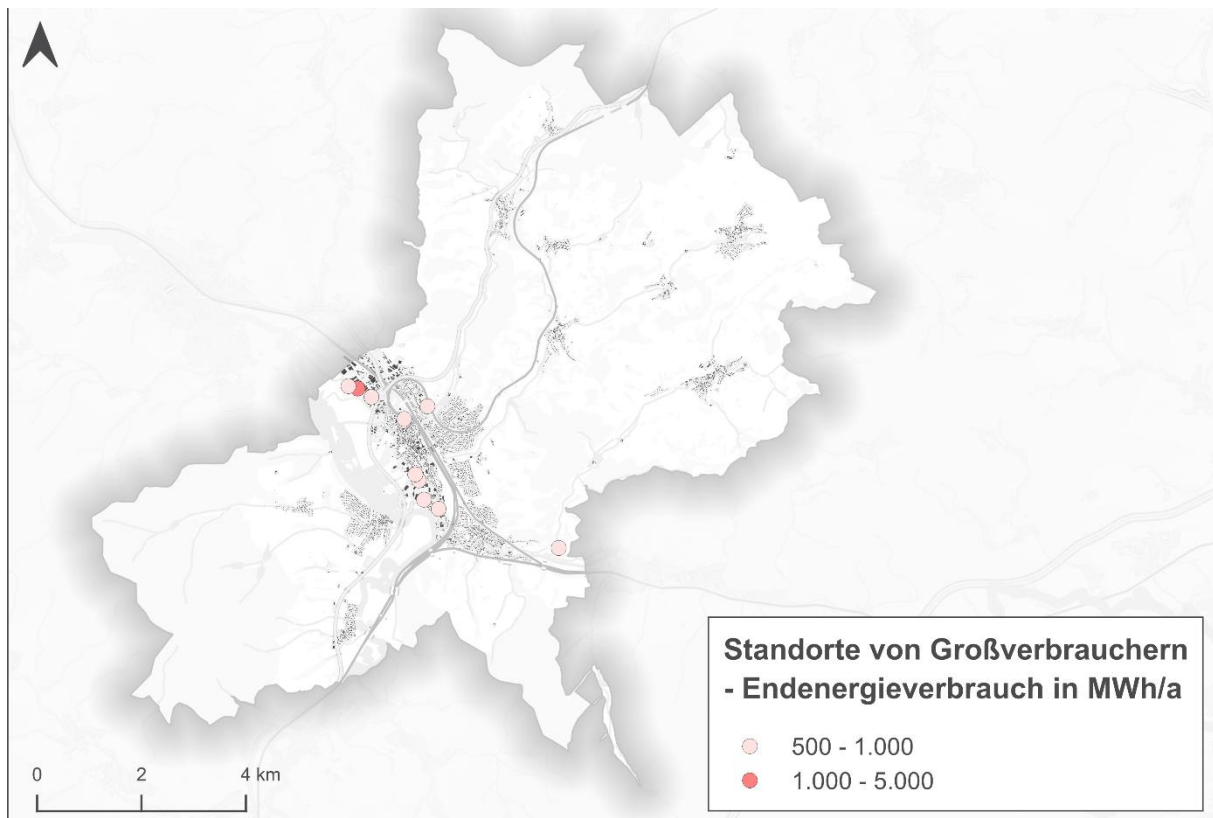 Standorte von Großverbrauchern
- Endenergieverbrauch in MWh/a
500 - 1.000
1.000 - 5.000
0 2 4 km